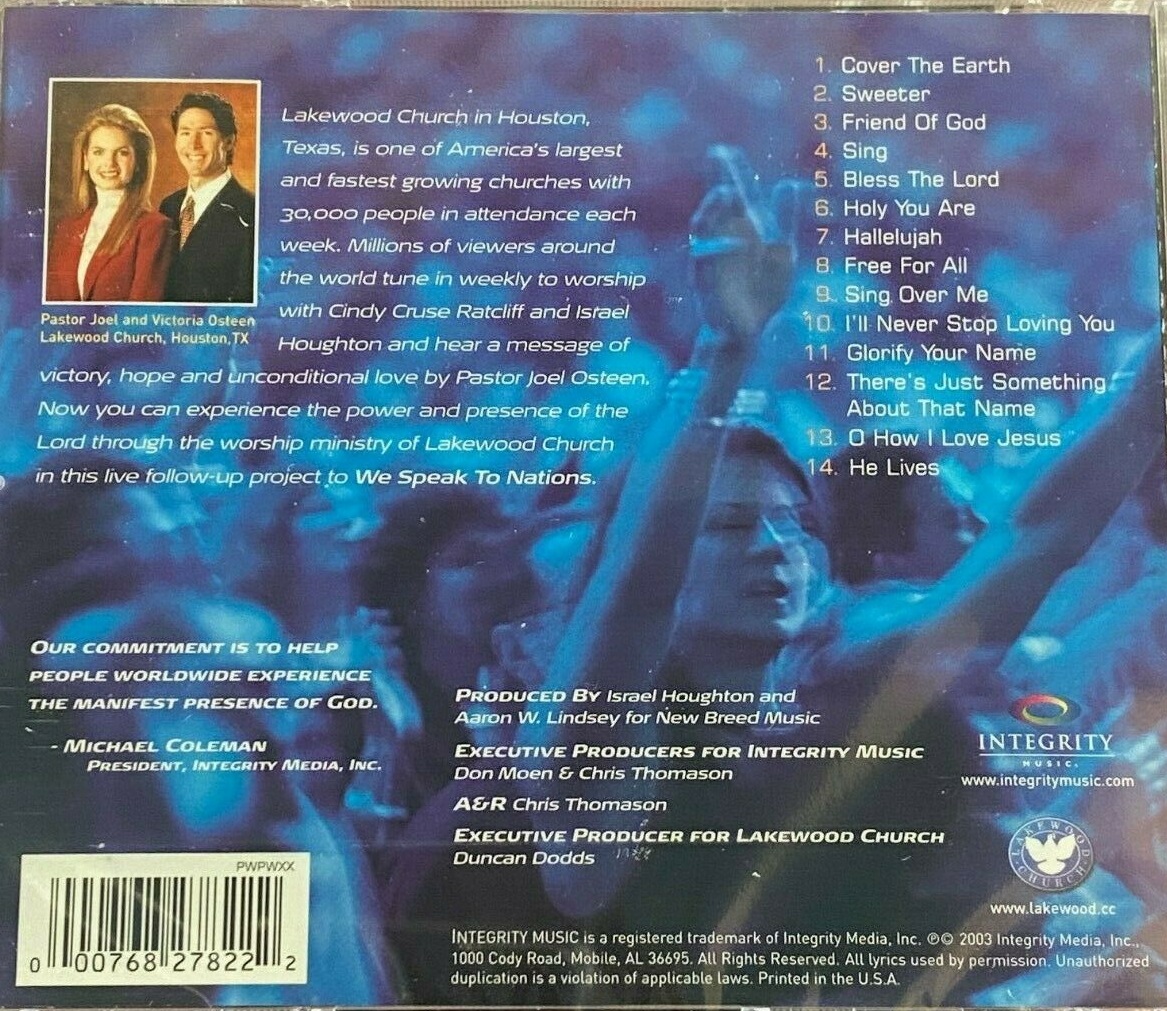 Lakewood Church in Houston,
Texas, is one of America's largest
and fastest growing churches with
30,000 people in attendance each
week. Millions of viewers around
the world tune in weekly to worship
with Cindy Cruse Ratcliff and Israel
Houghton and hear a message of
victory, hope and unconditional love by Pastor Joel Osteen.
Now you can experience the power and presence of the
Lord through the worship ministry of Lakewood Church
in this live follow-up project to We Speak To Nations.
Pastor Joel and Victoria Osteen
Lakewood Church, Houston,TX
1. Cover The Earth
2. Sweeter
3. Friend Of God
4. Sing
5. Bless The Lord
6. Holy You Are
7. Hallelujah
8. Free For All
9. Sing Over Me
10. I'll Never Stop Loving You
11. Glorify Your Name
12. There's Just Something
About That Name
13. O How I Love Jesus
14. He Lives
OUR COMMITMENT IS TO HELP
PEOPLE WORLDWIDE EXPERIENCE
THE MANIFEST PRESENCE OF GOD.
- MICHAEL COLEMAN
PRESIDENT, INTEGRITY MEDIA, INC.
PRODUCED BY Israel Houghton and
Aaron W. Lindsey for New Breed Music
EXECUTIVE PRODUCERS FOR INTEGRITY MUSIC
Don Moen & Chris Thomason
A&R Chris Thomason
EXECUTIVE PRODUCER FOR LAKEWOOD CHURCH
Duncan Dodds
INTEGRITY
MUSIC.
www.integritymusic.com
LAKEWOOD
CHURCH
www.lakewood.cc
PWPWXX
0 00768 27822 2
INTEGRITY MUSIC is a registered trademark of Integrity Media, Inc. ℗© 2003 Integrity Media, Inc.,
1000 Cody Road, Mobile, AL 36695. All Rights Reserved. All lyrics used by permission. Unauthorized
duplication is a violation of applicable laws. Printed in the U.S.A.